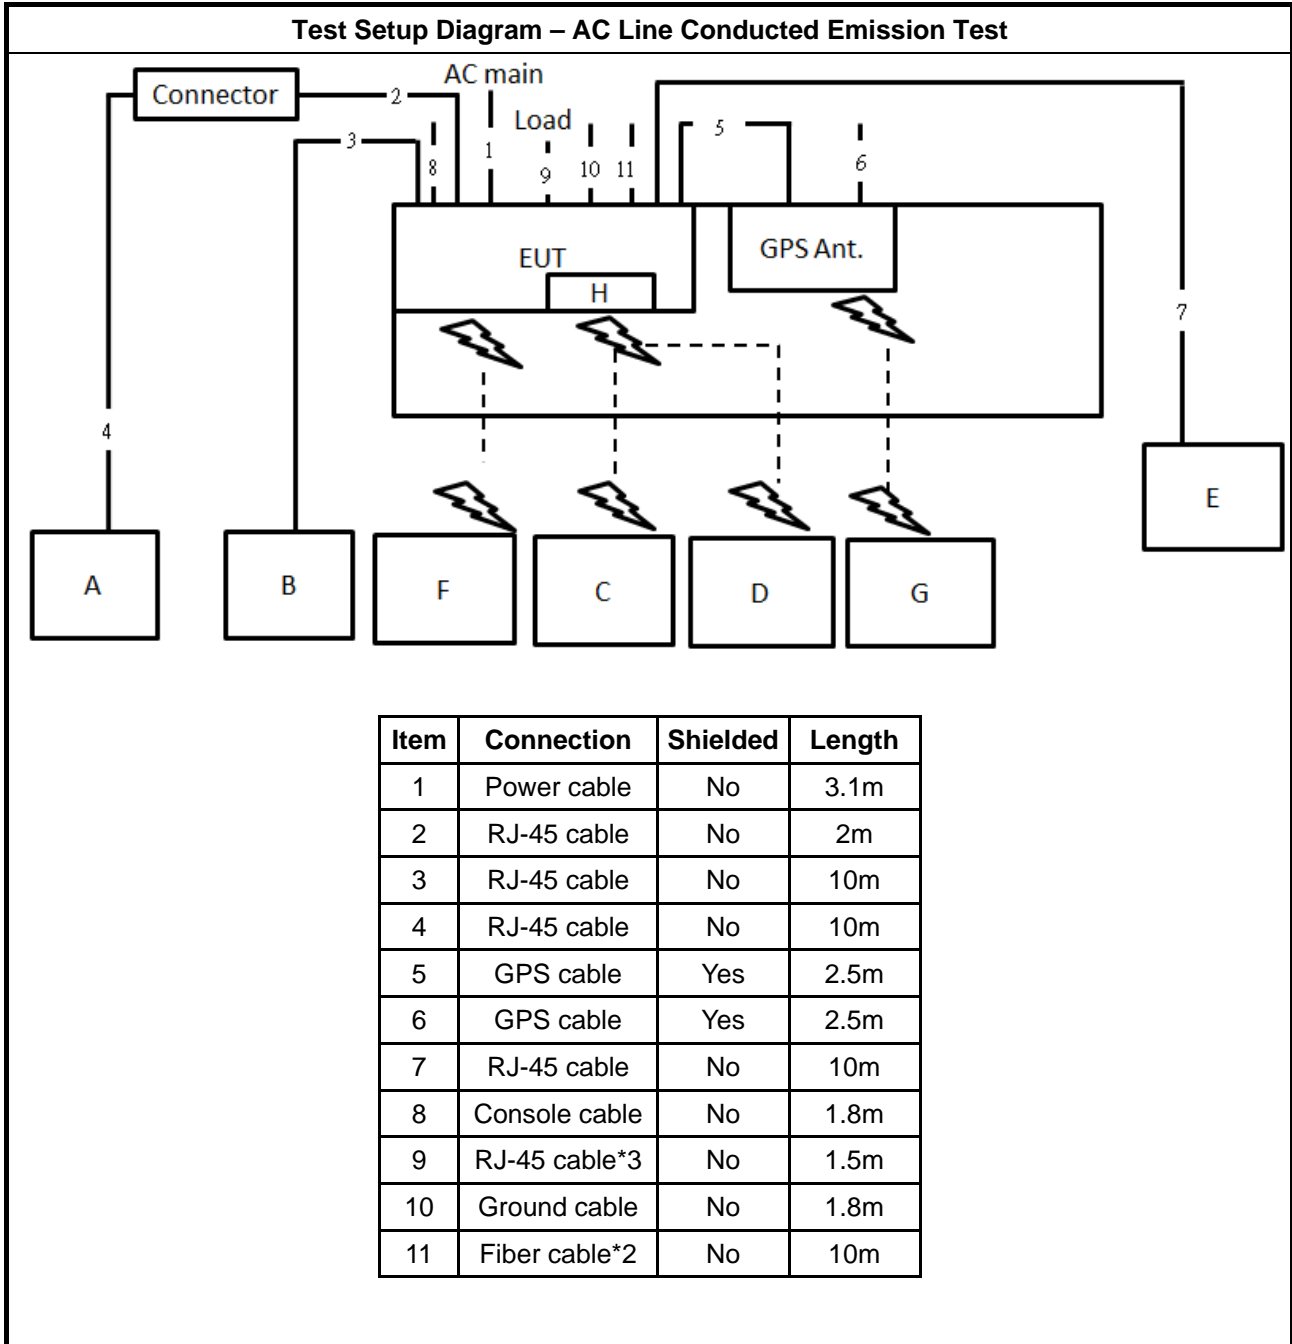 Test Setup Diagram – AC Line Conducted Emission Test
AC main
Connector
2
Load
5
3
1
8
9
10
11
6
EUT
GPS Ant.
H
7
4
E
A
B
F
C
D
G
Item Connection Shielded Length
1 Power cable No 3.1m
2 RJ-45 cable No 2m
3 RJ-45 cable No 10m
4 RJ-45 cable No 10m
5 GPS cable Yes 2.5m
6 GPS cable Yes 2.5m
7 RJ-45 cable No 10m
8 Console cable No 1.8m
9 RJ-45 cable*3 No 1.5m
10 Ground cable No 1.8m
11 Fiber cable*2 No 10m